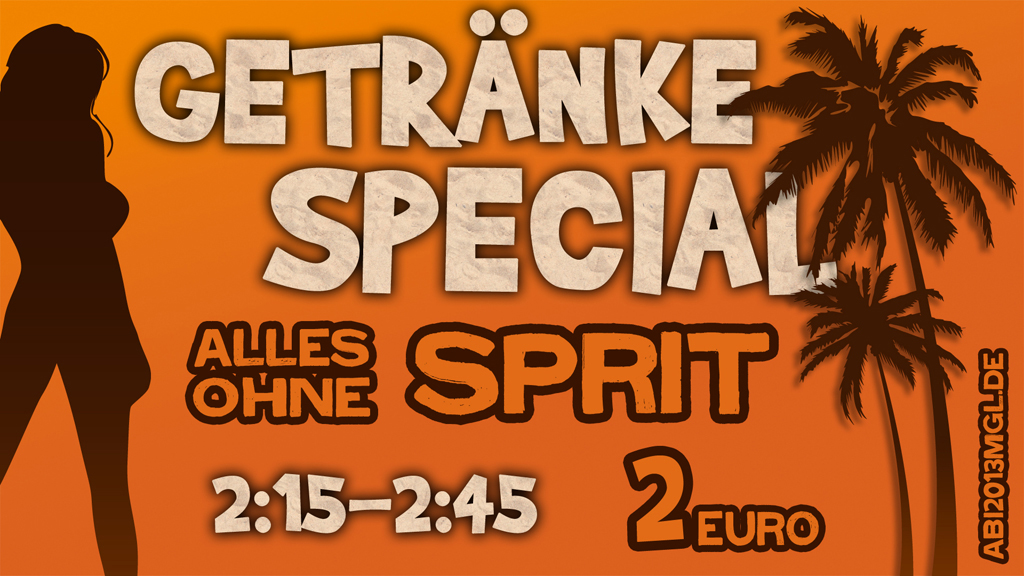 GETRÄNKE
SPECIAL
ALLES
OHNE
SPRIT
2:15–2:45
2 EURO
ABI2013MGL.DE